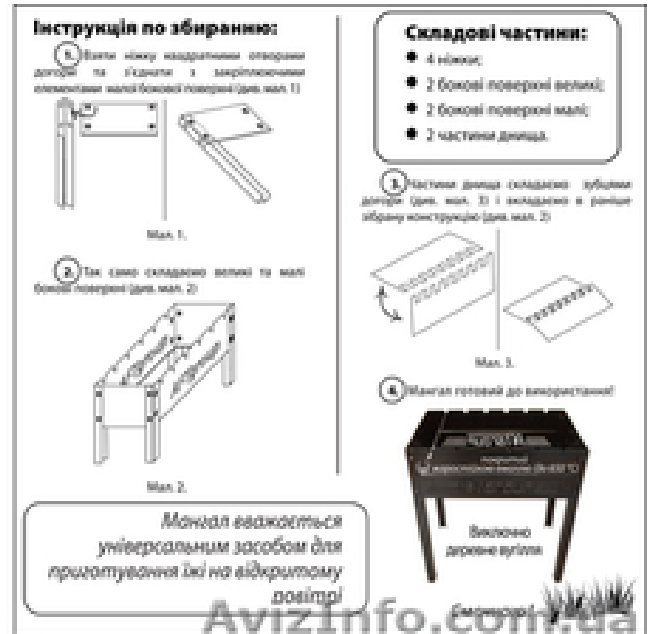 Інструкція по збиранню:
1. Взяти ніжку квадратними отворами
догори та з'єднати з закріплюючими
елементами малої бокової поверхні (див. мал. 1)
Мал. 1.
2. Так само складаємо великі та малі
бокові поверхні (див. мал. 2)
Мал. 2.
Мангал вважається
універсальним засобом для
приготування їжі на відкритому
повітрі
Складові частини:
4 ніжки;
2 бокові поверхні великі;
2 бокові поверхні малі;
2 частини днища.
3. Частини днища складаємо зубцями
догори (див. мал. 3) і вкладаємо в раніше
зібрану конструкцію (див. мал. 2)
Мал. 3.
4. Мангал готовий до використання!
покритий
жаростійкою емаллю
Виключно
деревне вугілля
AvizInfo.com.ua